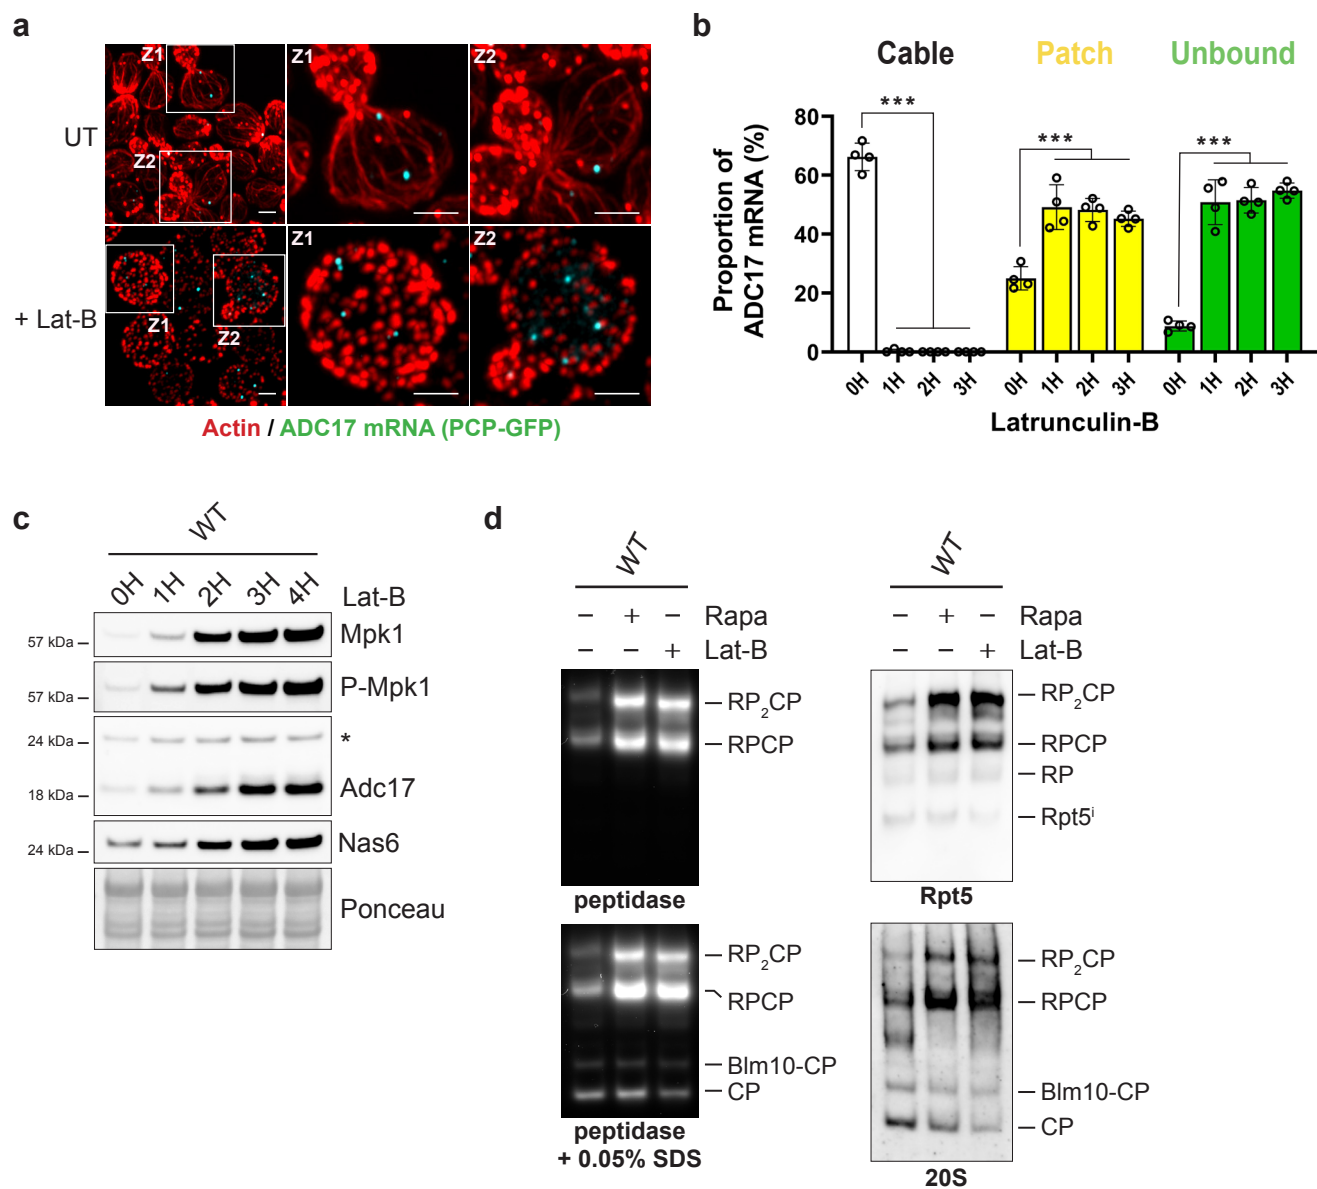 a
UT
+ Lat-B
Z1
Z2
Z1
Z2
Z1
Z2
Z1
Z2
Actin / ADC17 mRNA (PCP-GFP)
b
Cable Patch Unbound
Proportion of
ADC17 mRNA (%)
80
60
40
20
0
*** *** ***
0H 1H 2H 3H 0H 1H 2H 3H 0H 1H 2H 3H
Latrunculin-B
c
WT
0H 1H 2H 3H 4H Lat-B
57 kDa Mpk1
57 kDa P-Mpk1
24 kDa *
18 kDa Adc17
24 kDa Nas6
Ponceau
d
WT
− + − Rapa
− − + Lat-B
RP₂CP
RPCP
peptidase
RP₂CP
RPCP
Blm10-CP
CP
peptidase
+ 0.05% SDS
WT
− + − Rapa
− − + Lat-B
RP₂CP
RPCP
RP
Rpt5ⁱ
Rpt5
RP₂CP
RPCP
Blm10-CP
CP
20S